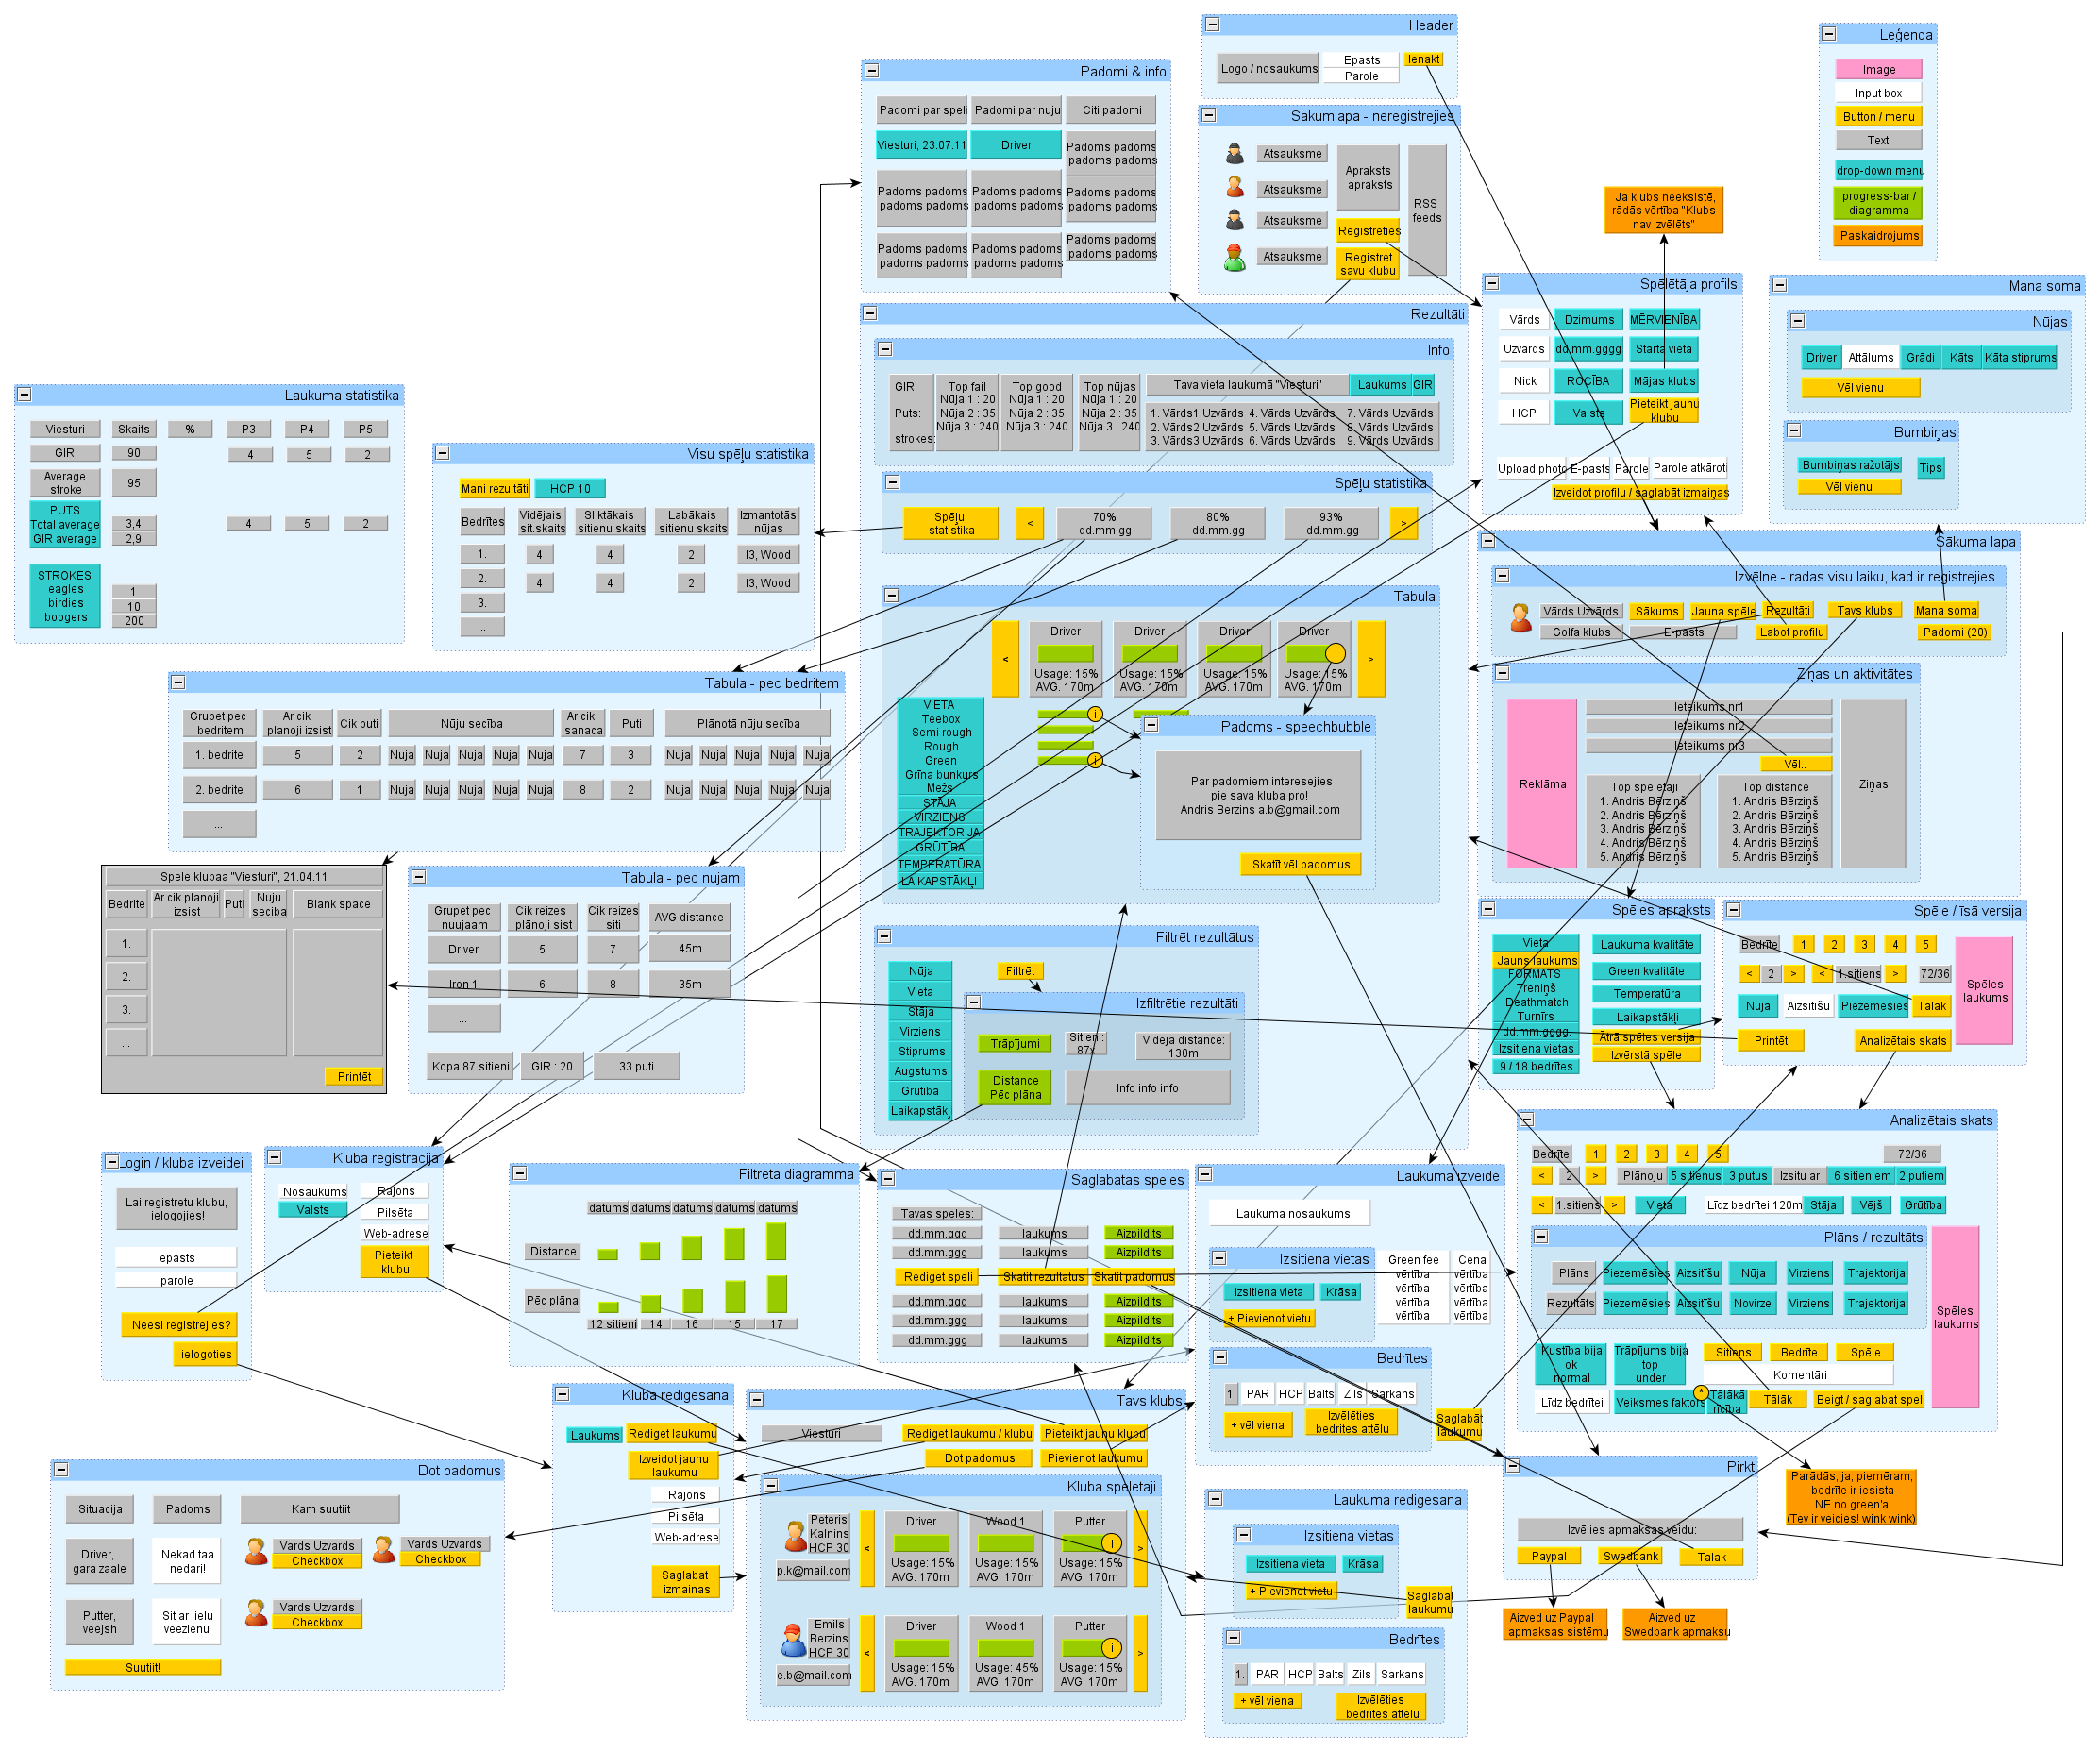 Header
Logo / nosaukums
Epasts
Parole
Ienakt
Leģenda
Image
Input box
Button / menu
Text
drop-down menu
progress-bar /
diagramma
Paskaidrojums
Padomi & info
Padomi par speli
Padomi par nuju
Citi padomi
Viesturi, 23.07.11
Driver
Padoms padoms
padoms padoms
Padoms padoms
padoms padoms
Padoms padoms
padoms padoms
Padoms padoms
padoms padoms
Padoms padoms
padoms padoms
Padoms padoms
padoms padoms
Padoms padoms
padoms padoms
Sakumlapa - neregistrejies
Atsauksme
Atsauksme
Atsauksme
Atsauksme
Apraksts
apraksts
Registreties
Registret
savu klubu
RSS
feeds
Ja klubs neeksistē,
rādās vērtība "Klubs
nav izvēlēts"
Spēlētāja profils
Vārds
Dzimums
MĒRVIENĪBA
Uzvārds
dd.mm.gggg
Starta vieta
Nick
ROCĪBA
Mājas klubs
HCP
Valsts
Pieteikt jaunu
klubu
Upload photo
E-pasts
Parole
Parole atkāroti
Izveidot profilu / saglabāt izmaiņas
Mana soma
Nūjas
Driver
Attālums
Grādi
Kāts
Kāta stiprums
Vēl vienu
Bumbiņas
Bumbiņas ražotājs
Tips
Vēl vienu
Rezultāti
Info
GIR:
Puts:
strokes:
Top fail
Nūja 1 : 20
Nūja 2 : 35
Nūja 3 : 240
Top good
Nūja 1 : 20
Nūja 2 : 35
Nūja 3 : 240
Top nūjas
Nūja 1 : 20
Nūja 2 : 35
Nūja 3 : 240
Tava vieta laukumā "Viesturi"
Laukums
GIR
1. Vārds1 Uzvārds 4. Vārds Uzvārds 7. Vārds Uzvārds
2. Vārds2 Uzvārds 5. Vārds Uzvārds 8. Vārds Uzvārds
3. Vārds3 Uzvārds 6. Vārds Uzvārds 9. Vārds Uzvārds
Spēļu statistika
Spēļu
statistika
<
70%
dd.mm.gg
80%
dd.mm.gg
93%
dd.mm.gg
>
Laukuma statistika
Viesturi
Skaits
%
P3
P4
P5
GIR
90
4
5
2
Average
stroke
95
PUTS
Total average
GIR average
3,4
2,9
4
5
2
STROKES
eagles
birdies
boogers
1
10
200
Visu spēļu statistika
Mani rezultāti
HCP 10
Bedrītes
Vidējais
sit.skaits
Sliktākais
sitienu skaits
Labākais
sitienu skaits
Izmantotās
nūjas
1.
4
4
2
I3, Wood
2.
4
4
2
I3, Wood
3.
...
Tabula
<
Driver
Usage: 15%
AVG. 170m
Driver
Usage: 15%
AVG. 170m
Driver
Usage: 15%
AVG. 170m
Driver
i
Usage: 15%
AVG. 170m
>
VIETA
Teebox
Semi rough
Rough
Green
Grīna bunkurs
Mežs
STĀJA
VIRZIENS
TRAJEKTORIJA
GRŪTĪBA
TEMPERATŪRA
LAIKAPSTĀKĻI
i
i
Padoms - speechbubble
Par padomiem interesejies
pie sava kluba pro!
Andris Berzins a.b@gmail.com
Skatīt vēl padomus
Sākuma lapa
Izvēlne - radas visu laiku, kad ir registrejies
Vārds Uzvārds
Sākums
Jauna spēle
Rezultāti
Tavs klubs
Mana soma
Golfa klubs
E-pasts
Labot profilu
Padomi (20)
Ziņas un aktivitātes
Reklāma
Ieteikums nr1
Ieteikums nr2
Ieteikums nr3
Vēl..
Top spēlētāji
1. Andris Bērziņš
2. Andris Bērziņš
3. Andris Bērziņš
4. Andris Bērziņš
5. Andris Bērziņš
Top distance
1. Andris Bērziņš
2. Andris Bērziņš
3. Andris Bērziņš
4. Andris Bērziņš
5. Andris Bērziņš
Ziņas
Tabula - pec bedritem
Grupet pec
bedritem
Ar cik
planoji izsist
Cik puti
Nūju secība
Ar cik
sanaca
Puti
Plānotā nūju secība
1. bedrite
5
2
Nuja
Nuja
Nuja
Nuja
Nuja
7
3
Nuja
Nuja
Nuja
Nuja
Nuja
2. bedrite
6
1
Nuja
Nuja
Nuja
Nuja
Nuja
8
2
Nuja
Nuja
Nuja
Nuja
Nuja
...
Spele klubaa "Viesturi", 21.04.11
Bedrite
Ar cik planoji
izsist
Puti
Nuju
seciba
Blank space
1.
2.
3.
...
Printēt
Tabula - pec nujam
Grupet pec
nuujaam
Cik reizes
plānoji sist
Cik reizes
siti
AVG distance
Driver
5
7
45m
Iron 1
6
8
35m
...
Kopa 87 sitieni
GIR : 20
33 puti
Filtrēt rezultātus
Nūja
Vieta
Stāja
Virziens
Stiprums
Augstums
Grūtība
Laikapstākļ
Filtrēt
Izfiltrētie rezultāti
Trāpījumi
Sitieni:
87x
Vidējā distance:
130m
Distance
Pēc plāna
Info info info
Spēles apraksts
Vieta
Jauns laukums
FORMATS
Treniņš
Deathmatch
Turnīrs
dd.mm.gggg.
Izsitiena vietas
9 / 18 bedrītes
Laukuma kvalitāte
Green kvalitāte
Temperatūra
Laikapstākļi
Ātrā spēles versija
Izvērstā spēle
Spēle / īsā versija
Bedrīte
1
2
3
4
5
<
2
>
<
1.sitiens
>
72/36
Nūja
Aizsitīšu
Piezemēsies
Tālāk
Printēt
Analizētais skats
Spēles
laukums
Analizētais skats
Bedrīte
1
2
3
4
5
72/36
<
2
>
Plānoju
5 sitienus
3 putus
Izsitu ar
6 sitieniem
2 putiem
<
1.sitiens
>
Vieta
Līdz bedrītei 120m
Stāja
Vējš
Grūtība
Plāns / rezultāts
Plāns
Piezemēsies
Aizsitīšu
Nūja
Virziens
Trajektorija
Rezultāts
Piezemēsies
Aizsitīšu
Novirze
Virziens
Trajektorija
Spēles
laukums
Kustība bija
ok
normal
Trāpījums bija
top
under
Sitiens
Bedrīte
Spēle
Komentāri
Līdz bedrītei
Veiksmes faktors
*
Tālākā
rīcība
Tālāk
Beigt / saglabat spel
Login / kluba izveidei
Lai registretu klubu,
ielogojies!
epasts
parole
Neesi registrejies?
ielogoties
Kluba registracija
Nosaukums
Valsts
Rajons
Pilsēta
Web-adrese
Pieteikt
klubu
Filtreta diagramma
datums
datums
datums
datums
datums
Distance
Pēc plāna
12 sitieni
14
16
15
17
Saglabatas speles
Tavas speles:
dd.mm.ggg
laukums
Aizpildits
dd.mm.ggg
laukums
Aizpildits
Rediget speli
Skatit rezultatus
Skatit padomus
dd.mm.ggg
laukums
Aizpildits
dd.mm.ggg
laukums
Aizpildits
dd.mm.ggg
laukums
Aizpildits
Laukuma izveide
Laukuma nosaukums
Izsitiena vietas
Izsitiena vieta
Krāsa
+ Pievienot vietu
Green fee
vērtība
vērtība
vērtība
vērtība
Cena
vērtība
vērtība
vērtība
vērtība
Bedrītes
1.
PAR
HCP
Balts
Zils
Sarkans
+ vēl viena
Izvēlēties
bedrites attēlu
Saglabāt
laukumu
Kluba redigesana
Laukums
Rediget laukumu
Izveidot jaunu
laukumu
Rajons
Pilsēta
Web-adrese
Saglabat
izmainas
Tavs klubs
Viesturi
Rediget laukumu / klubu
Pieteikt jaunu klubu
Dot padomus
Pievienot laukumu
Kluba speletaji
Peteris
Kalnins
HCP 30
p.k@mail.com
<
Driver
Usage: 15%
AVG. 170m
Wood 1
Usage: 15%
AVG. 170m
Putter
i
Usage: 15%
AVG. 170m
>
Emils
Berzins
HCP 30
e.b@mail.com
<
Driver
Usage: 15%
AVG. 170m
Wood 1
Usage: 45%
AVG. 170m
Putter
i
Usage: 15%
AVG. 170m
>
Dot padomus
Situacija
Padoms
Kam suutiit
Driver,
gara zaale
Nekad taa
nedari!
Vards Uzvards
Checkbox
Vards Uzvards
Checkbox
Putter,
veejsh
Sit ar lielu
veezienu
Vards Uzvards
Checkbox
Suutiit!
Laukuma redigesana
Izsitiena vietas
Izsitiena vieta
Krāsa
+ Pievienot vietu
Saglabāt
laukumu
Bedrītes
1.
PAR
HCP
Balts
Zils
Sarkans
+ vēl viena
Izvēlēties
bedrites attēlu
Pirkt
Izvēlies apmaksas veidu:
Paypal
Swedbank
Talak
Aizved uz Paypal
apmaksas sistēmu
Aizved uz
Swedbank apmaksu
Parādās, ja, piemēram,
bedrīte ir iesista
NE no green'a
(Tev ir veicies! wink wink)